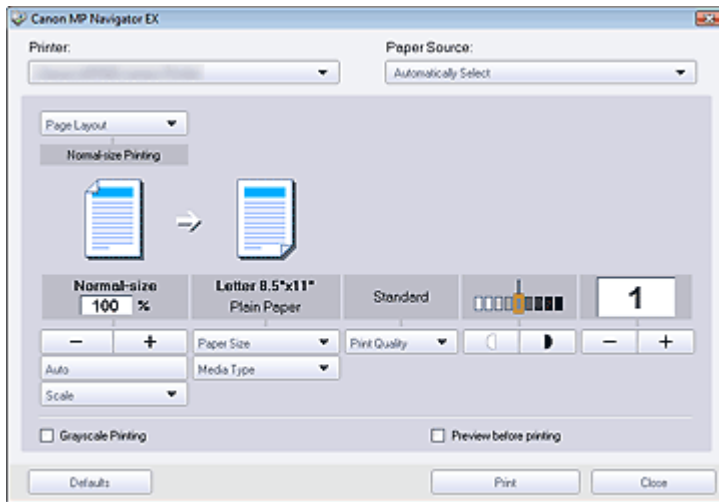 Canon MP Navigator EX
Printer:
Paper Source:
Automatically Select
Page Layout
Normal-size Printing
Normal-size
100 %
Letter 8.5"x11"
Plain Paper
Standard
1
Paper Size
Print Quality
Auto
Media Type
Scale
Grayscale Printing
Preview before printing
Defaults
Print
Close